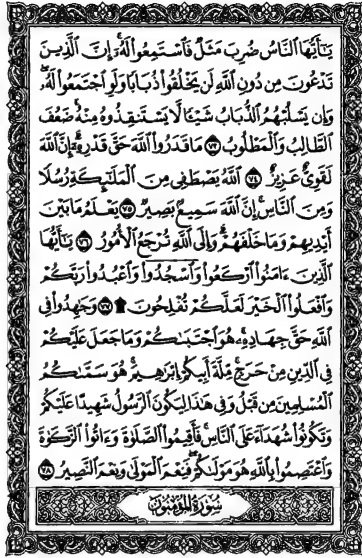 يَٰٓأَيُّهَا ٱلنَّاسُ ضُرِبَ مَثَلٌ فَٱسْتَمِعُوا۟ لَهُۥٓ إِنَّ ٱلَّذِينَ
تَدْعُونَ مِن دُونِ ٱللَّهِ لَن يَخْلُقُوا۟ ذُبَابًا وَلَوِ ٱجْتَمَعُوا۟ لَهُۥ
وَإِن يَسْلُبْهُمُ ٱلذُّبَابُ شَيْـًٔا لَّا يَسْتَنقِذُوهُ مِنْهُ ضَعُفَ
ٱلطَّالِبُ وَٱلْمَطْلُوبُ ٧٣ مَا قَدَرُوا۟ ٱللَّهَ حَقَّ قَدْرِهِۦٓ إِنَّ ٱللَّهَ
لَقَوِىٌّ عَزِيزٌ ٧٤ ٱللَّهُ يَصْطَفِى مِنَ ٱلْمَلَٰٓئِكَةِ رُسُلًا
وَمِنَ ٱلنَّاسِ إِنَّ ٱللَّهَ سَمِيعٌۢ بَصِيرٌ ٧٥ يَعْلَمُ مَا بَيْنَ
أَيْدِيهِمْ وَمَا خَلْفَهُمْ وَإِلَى ٱللَّهِ تُرْجَعُ ٱلْأُمُورُ ٧٦ يَٰٓأَيُّهَا
ٱلَّذِينَ ءَامَنُوا۟ ٱرْكَعُوا۟ وَٱسْجُدُوا۟ وَٱعْبُدُوا۟ رَبَّكُمْ
وَٱفْعَلُوا۟ ٱلْخَيْرَ لَعَلَّكُمْ تُفْلِحُونَ ۩ ٧٧ وَجَٰهِدُوا۟ فِى
ٱللَّهِ حَقَّ جِهَادِهِۦ هُوَ ٱجْتَبَىٰكُمْ وَمَا جَعَلَ عَلَيْكُمْ
فِى ٱلدِّينِ مِنْ حَرَجٍ مِّلَّةَ أَبِيكُمْ إِبْرَٰهِيمَ هُوَ سَمَّىٰكُمُ
ٱلْمُسْلِمِينَ مِن قَبْلُ وَفِى هَٰذَا لِيَكُونَ ٱلرَّسُولُ شَهِيدًا عَلَيْكُمْ
وَتَكُونُوا۟ شُهَدَآءَ عَلَى ٱلنَّاسِ فَأَقِيمُوا۟ ٱلصَّلَوٰةَ وَءَاتُوا۟ ٱلزَّكَوٰةَ
وَٱعْتَصِمُوا۟ بِٱللَّهِ هُوَ مَوْلَىٰكُمْ فَنِعْمَ ٱلْمَوْلَىٰ وَنِعْمَ ٱلنَّصِيرُ ٧٨
سُورَةُ المُؤْمِنُون